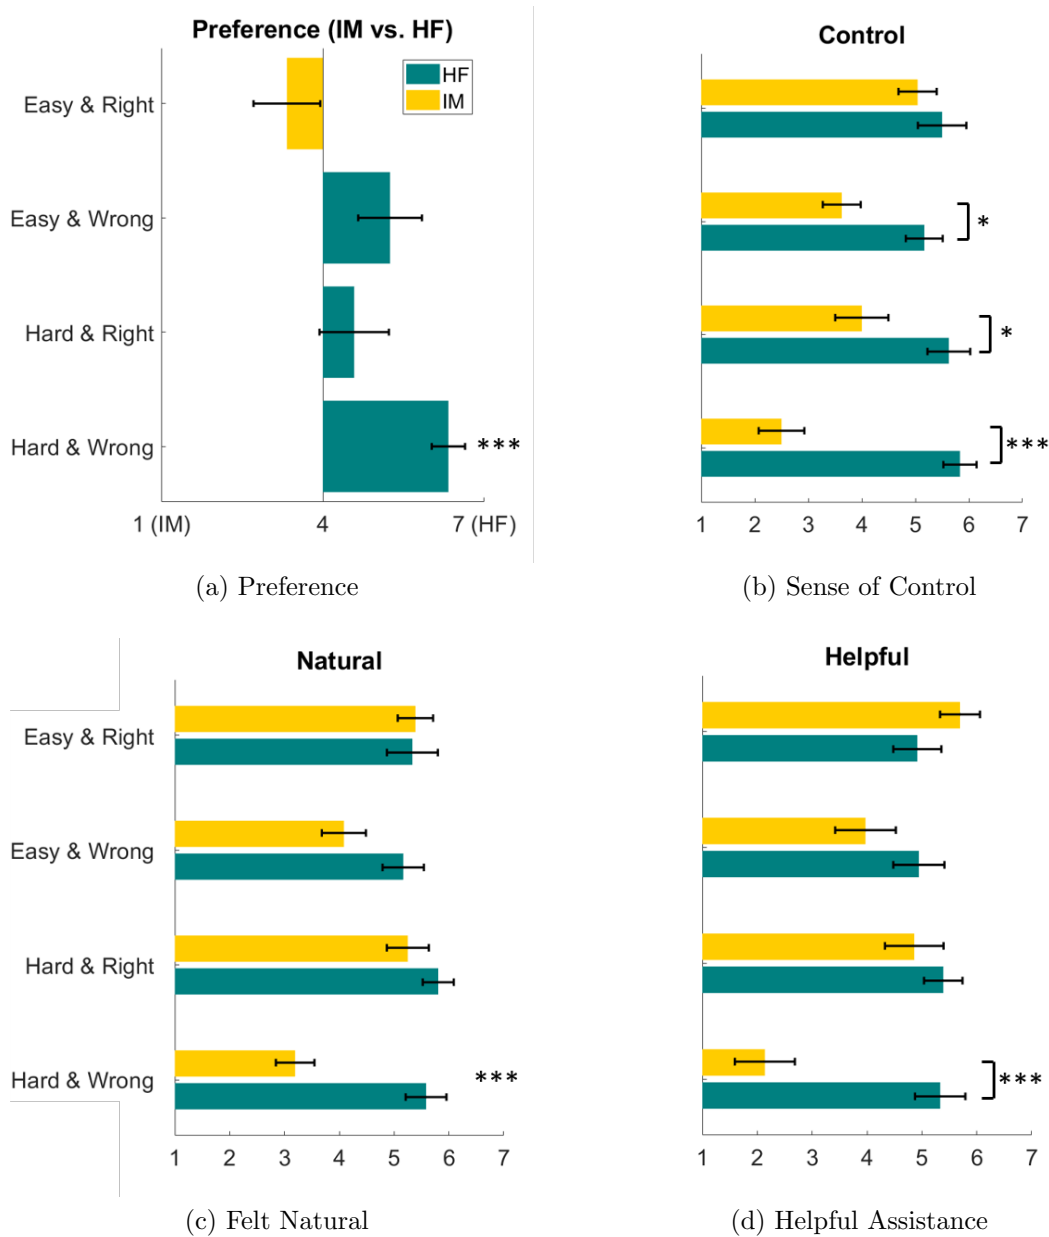 Preference (IM vs. HF)
HF
IM
Easy & Right
Easy & Wrong
Hard & Right
Hard & Wrong
***
1 (IM) 4 7 (HF)
(a) Preference
Control
*
*
***
1 2 3 4 5 6 7
(b) Sense of Control
Natural
Easy & Right
Easy & Wrong
Hard & Right
Hard & Wrong
***
1 2 3 4 5 6 7
(c) Felt Natural
Helpful
***
1 2 3 4 5 6 7
(d) Helpful Assistance